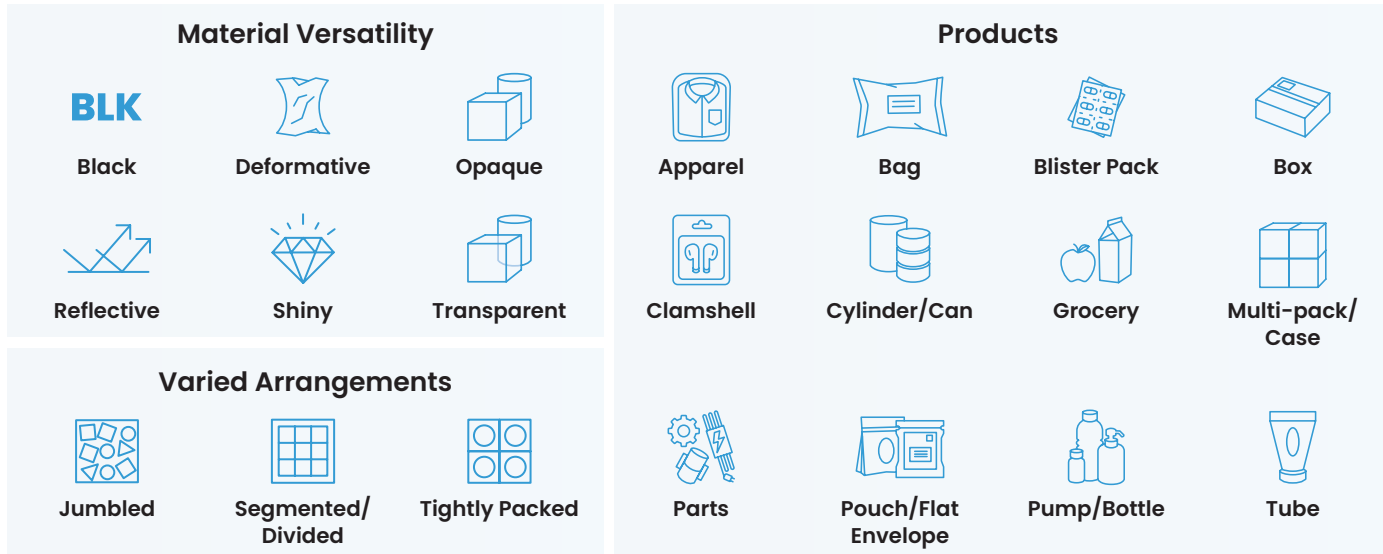 Material Versatility
BLK
Black
Deformative
Opaque
Reflective
Shiny
Transparent
Varied Arrangements
Jumbled
Segmented/
Divided
Tightly Packed
Products
Apparel
Bag
Blister Pack
Box
Clamshell
Cylinder/Can
Grocery
Multi-pack/
Case
Parts
Pouch/Flat
Envelope
Pump/Bottle
Tube